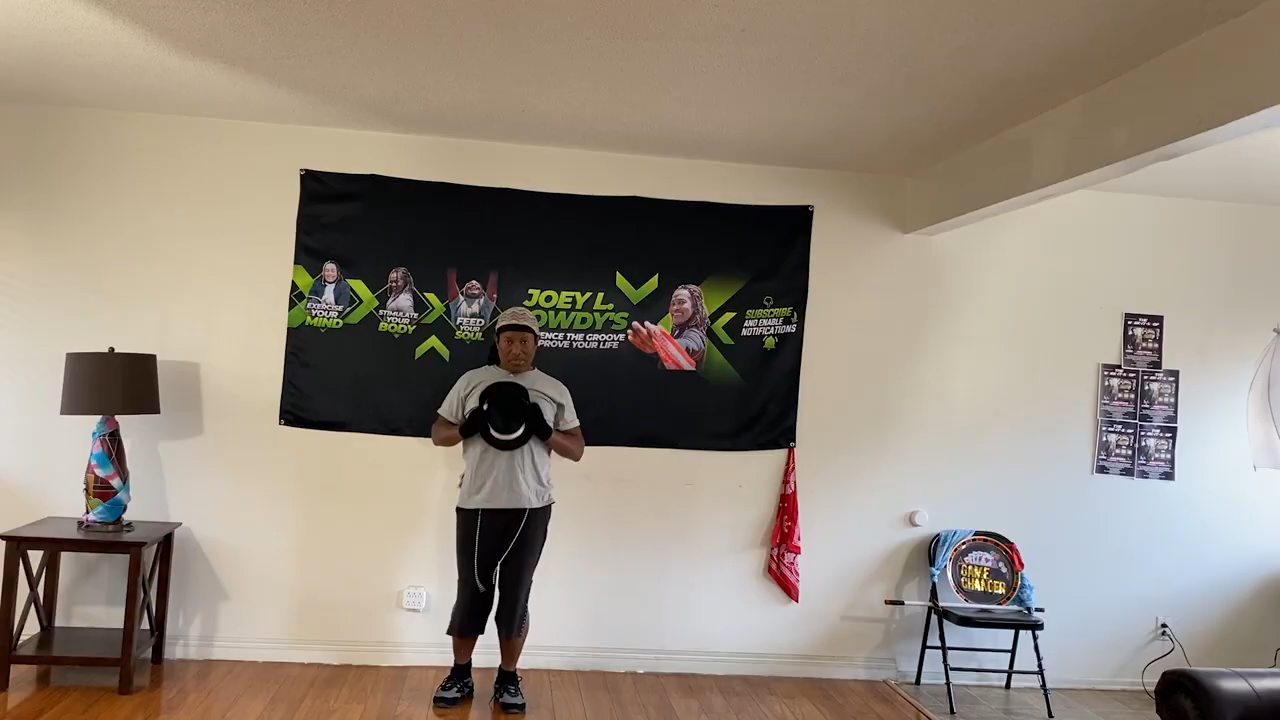 EXERCISE
YOUR
MIND
STIMULATE
YOUR
BODY
FEED
YOUR
SOUL
JOEY L.
OWDY'S
ENCE THE GROOVE
PROVE YOUR LIFE
SUBSCRIBE
AND ENABLE
NOTIFICATIONS
GAME
CHANGER